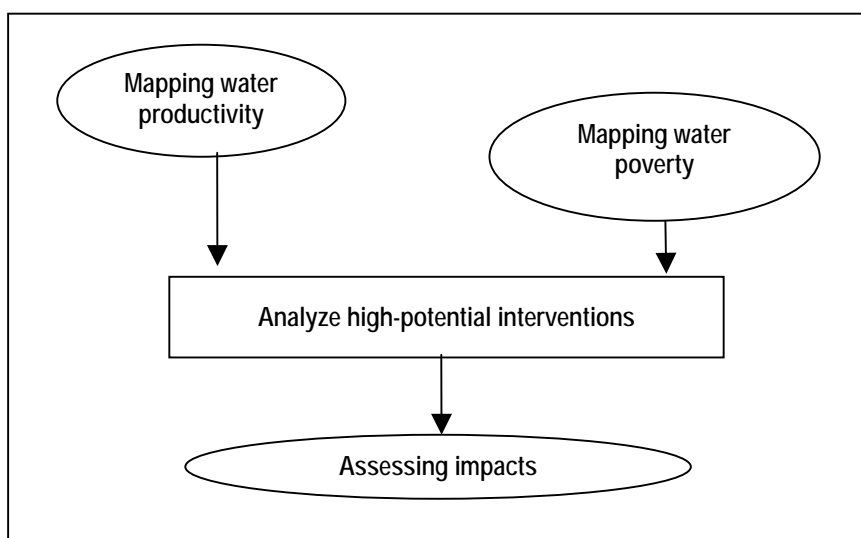 Mapping water
productivity
Mapping water
poverty
Analyze high-potential interventions
Assessing impacts